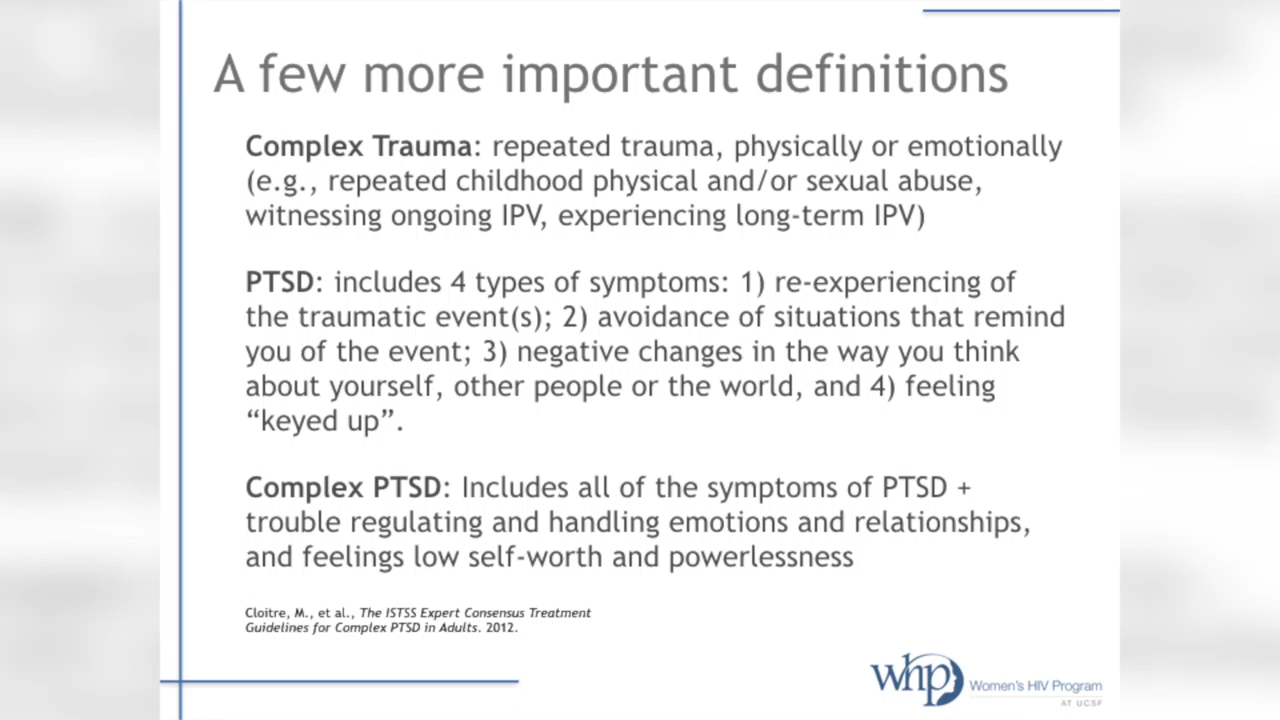 A few more important definitions
Complex Trauma: repeated trauma, physically or emotionally
(e.g., repeated childhood physical and/or sexual abuse,
witnessing ongoing IPV, experiencing long-term IPV)
PTSD: includes 4 types of symptoms: 1) re-experiencing of
the traumatic event(s); 2) avoidance of situations that remind
you of the event; 3) negative changes in the way you think
about yourself, other people or the world, and 4) feeling
“keyed up”.
Complex PTSD: Includes all of the symptoms of PTSD +
trouble regulating and handling emotions and relationships,
and feelings low self-worth and powerlessness
Cloitre, M., et al., The ISTSS Expert Consensus Treatment
Guidelines for Complex PTSD in Adults. 2012.
whp Women's HIV Program
AT UCSF